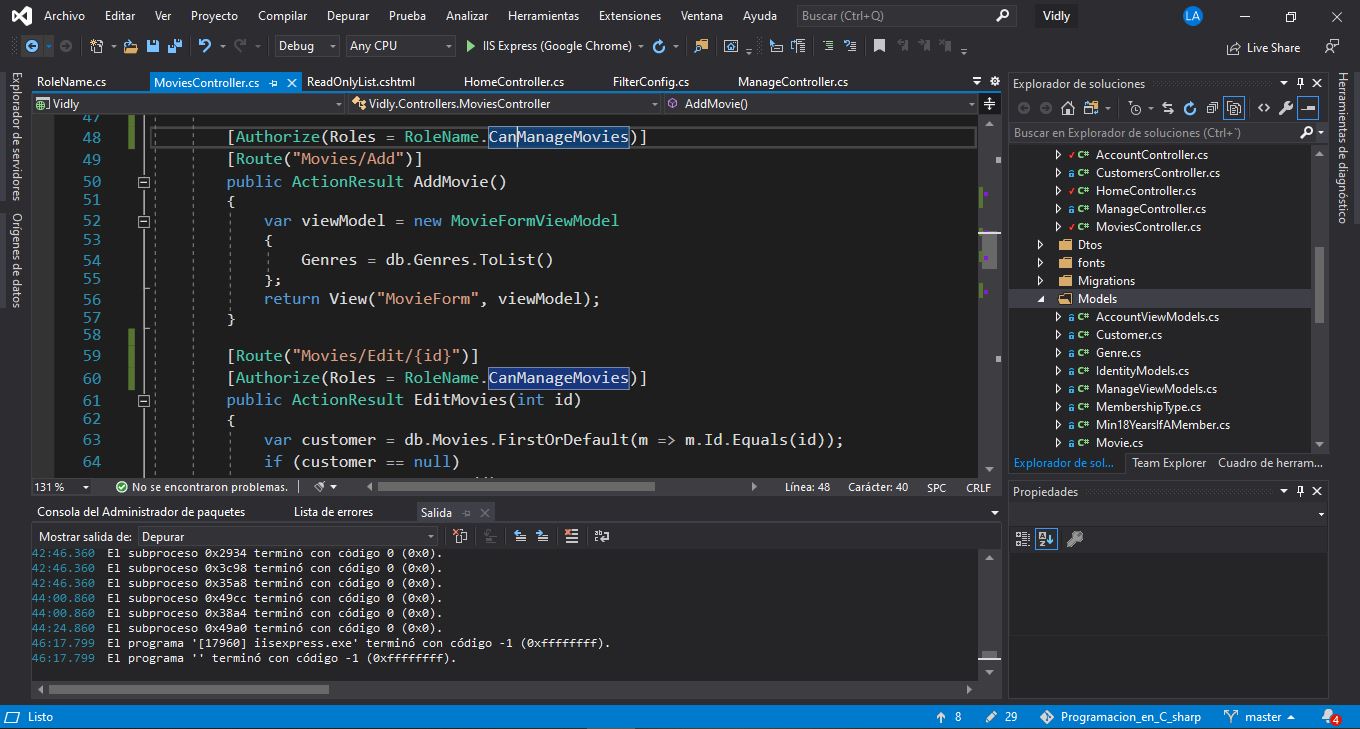 Archivo Editar Ver Proyecto Compilar Depurar Prueba Analizar Herramientas Extensiones Ventana Ayuda Buscar (Ctrl+Q) Vidly LA
Debug Any CPU IIS Express (Google Chrome) Live Share
Explorador de servidores
Orígenes de datos
RoleName.cs MoviesController.cs ReadOnlyList.cshtml HomeController.cs FilterConfig.cs ManageController.cs
Vidly Vidly.Controllers.MoviesController AddMovie()
47
48 [Authorize(Roles = RoleName.CanManageMovies)]
49 [Route("Movies/Add")]
50 public ActionResult AddMovie()
51 {
52 var viewModel = new MovieFormViewModel
53 {
54 Genres = db.Genres.ToList()
55 };
56 return View("MovieForm", viewModel);
57 }
58
59 [Route("Movies/Edit/{id}")]
60 [Authorize(Roles = RoleName.CanManageMovies)]
61 public ActionResult EditMovies(int id)
62 {
63 var customer = db.Movies.FirstOrDefault(m => m.Id.Equals(id));
64 if (customer == null)
131 % No se encontraron problemas. Línea: 48 Carácter: 40 SPC CRLF
Consola del Administrador de paquetes Lista de errores Salida
Mostrar salida de: Depurar
42:46.360 El subproceso 0x2934 terminó con código 0 (0x0).
42:46.360 El subproceso 0x3c98 terminó con código 0 (0x0).
42:46.360 El subproceso 0x35a8 terminó con código 0 (0x0).
44:00.860 El subproceso 0x49cc terminó con código 0 (0x0).
44:00.860 El subproceso 0x38a4 terminó con código 0 (0x0).
44:24.860 El subproceso 0x49a0 terminó con código 0 (0x0).
46:17.799 El programa '[17960] iisexpress.exe' terminó con código -1 (0xffffffff).
46:17.799 El programa '' terminó con código -1 (0xffffffff).
Explorador de soluciones
Buscar en Explorador de soluciones (Ctrl+´)
C# AccountController.cs
C# CustomersController.cs
C# HomeController.cs
C# ManageController.cs
C# MoviesController.cs
Dtos
fonts
Migrations
Models
C# AccountViewModels.cs
C# Customer.cs
C# Genre.cs
C# IdentityModels.cs
C# ManageViewModels.cs
C# MembershipType.cs
C# Min18YearsIfAMember.cs
C# Movie.cs
Explorador de sol... Team Explorer Cuadro de herram...
Propiedades
Herramientas de diagnóstico
Listo 8 29 Programacion_en_C_sharp master 4